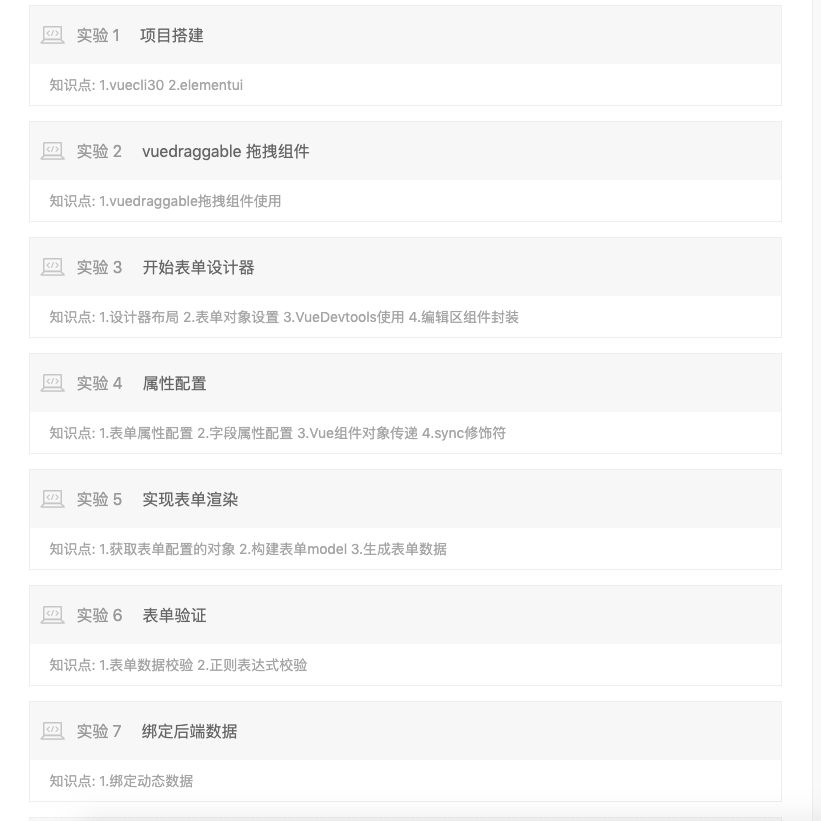 实验 1 项目搭建
知识点: 1.vuecli30 2.elementui
实验 2 vuedraggable 拖拽组件
知识点: 1.vuedraggable拖拽组件使用
实验 3 开始表单设计器
知识点: 1.设计器布局 2.表单对象设置 3.VueDevtools使用 4.编辑区组件封装
实验 4 属性配置
知识点: 1.表单属性配置 2.字段属性配置 3.Vue组件对象传递 4.sync修饰符
实验 5 实现表单渲染
知识点: 1.获取表单配置的对象 2.构建表单model 3.生成表单数据
实验 6 表单验证
知识点: 1.表单数据校验 2.正则表达式校验
实验 7 绑定后端数据
知识点: 1.绑定动态数据